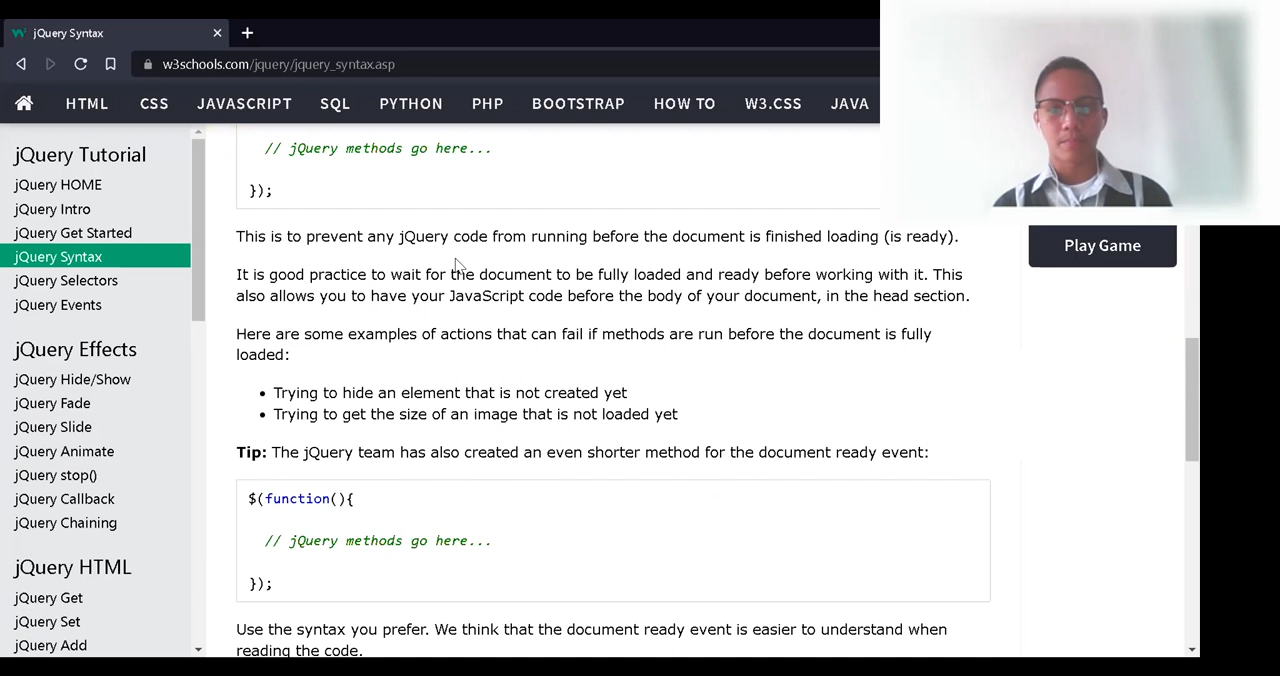 jQuery Syntax
w3schools.com/jquery/jquery_syntax.asp
HTML CSS JAVASCRIPT SQL PYTHON PHP BOOTSTRAP HOW TO W3.CSS JAVA
jQuery Tutorial
jQuery HOME
jQuery Intro
jQuery Get Started
jQuery Syntax
jQuery Selectors
jQuery Events
jQuery Effects
jQuery Hide/Show
jQuery Fade
jQuery Slide
jQuery Animate
jQuery stop()
jQuery Callback
jQuery Chaining
jQuery HTML
jQuery Get
jQuery Set
jQuery Add
// jQuery methods go here...
});
This is to prevent any jQuery code from running before the document is finished loading (is ready).
It is good practice to wait for the document to be fully loaded and ready before working with it. This
also allows you to have your JavaScript code before the body of your document, in the head section.
Here are some examples of actions that can fail if methods are run before the document is fully
loaded:
• Trying to hide an element that is not created yet
• Trying to get the size of an image that is not loaded yet
Tip: The jQuery team has also created an even shorter method for the document ready event:
$(function(){
// jQuery methods go here...
});
Use the syntax you prefer. We think that the document ready event is easier to understand when
reading the code.
Play Game